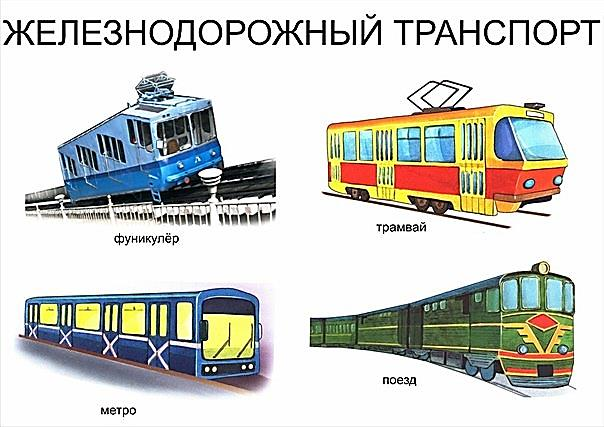 ЖЕЛЕЗНОДОРОЖНЫЙ ТРАНСПОРТ
фуникулёр
трамвай
метро
поезд